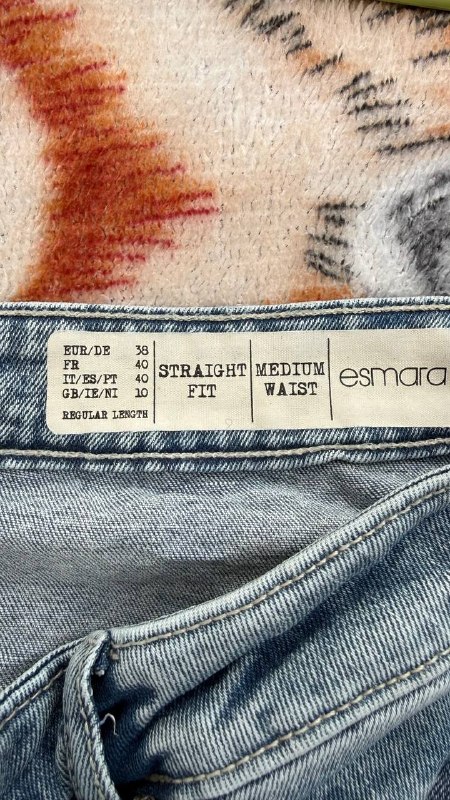 EUR/DE 38
FR 40
IT/ES/PT 40
GB/IE/NI 10
REGULAR LENGTH
STRAIGHT
FIT
MEDIUM
WAIST
esmara